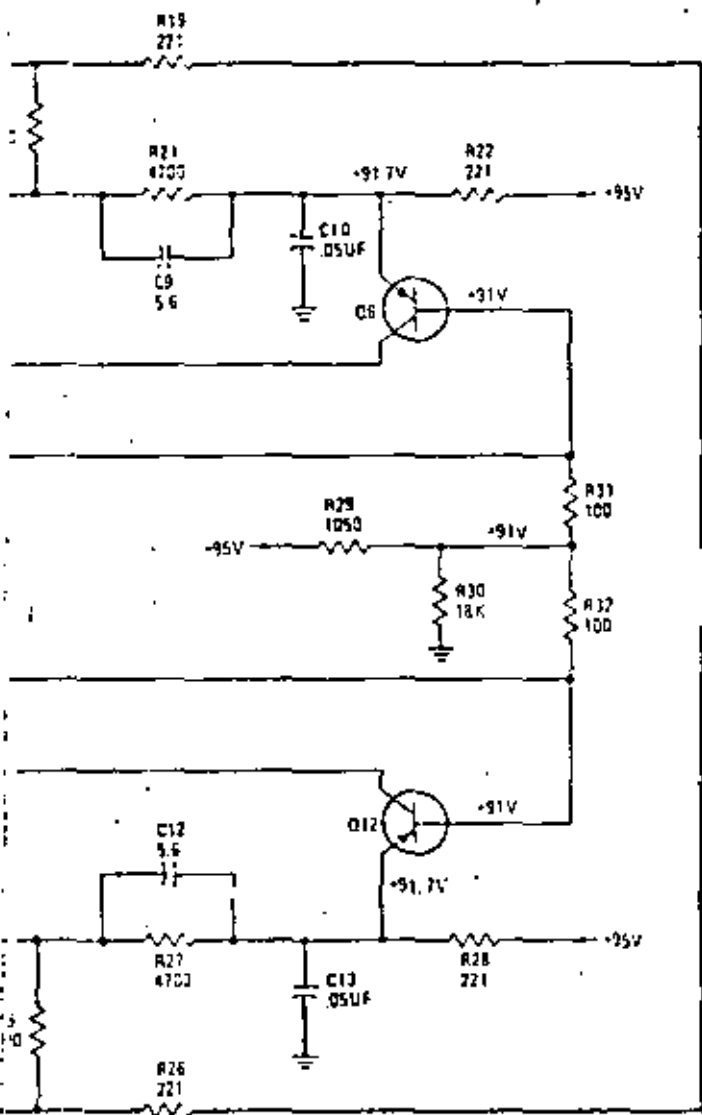 R19
221
R21
4700
+91.7V
R22
221
+95V
C10
.05UF
C9
5.6
Q6
+91V
R31
100
R29
1050
+91V
+95V
R30
18K
R32
100
Q12
+91V
C12
5.6
+91.7V
+95V
R27
4700
R28
221
C13
.05UF
R26
221